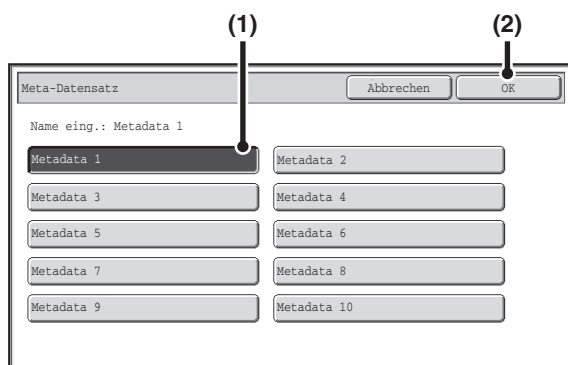 (1) (2)
Meta-Datensatz Abbrechen OK
Name eing.: Metadata 1
Metadata 1 Metadata 2
Metadata 3 Metadata 4
Metadata 5 Metadata 6
Metadata 7 Metadata 8
Metadata 9 Metadata 10